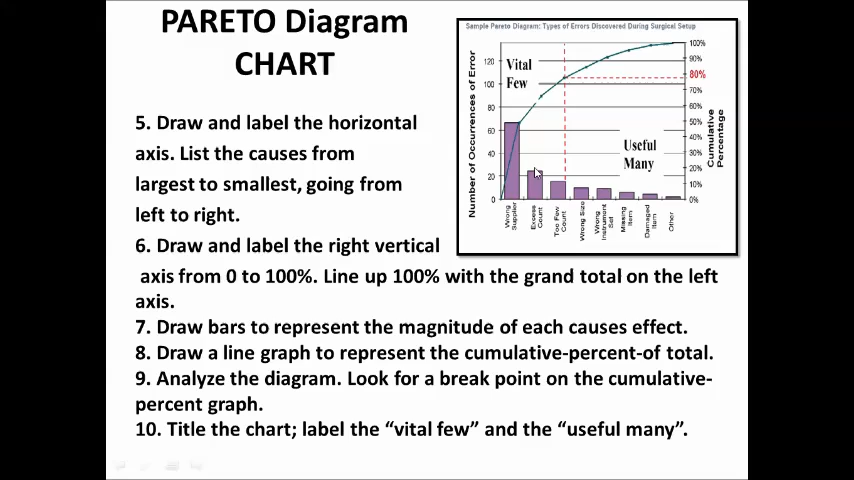 PARETO Diagram
CHART
5. Draw and label the horizontal
axis. List the causes from
largest to smallest, going from
left to right.
6. Draw and label the right vertical
axis from 0 to 100%. Line up 100% with the grand total on the left
axis.
7. Draw bars to represent the magnitude of each causes effect.
8. Draw a line graph to represent the cumulative-percent-of total.
9. Analyze the diagram. Look for a break point on the cumulative-
percent graph.
10. Title the chart; label the “vital few” and the “useful many”.
Sample Pareto Diagram: Types of Errors Discovered During Surgical Setup
Number of Occurrences of Error
120
100
80
60
40
20
0
Vital
Few
Useful
Many
100%
90%
80%
70%
60%
50%
40%
30%
20%
10%
0%
Cumulative
Percentage
Wrong
Supplier
Excess
Count
Too Few
Count
Wrong Size
Wrong
Instrument
Set
Missing
Item
Damaged
Item
Other